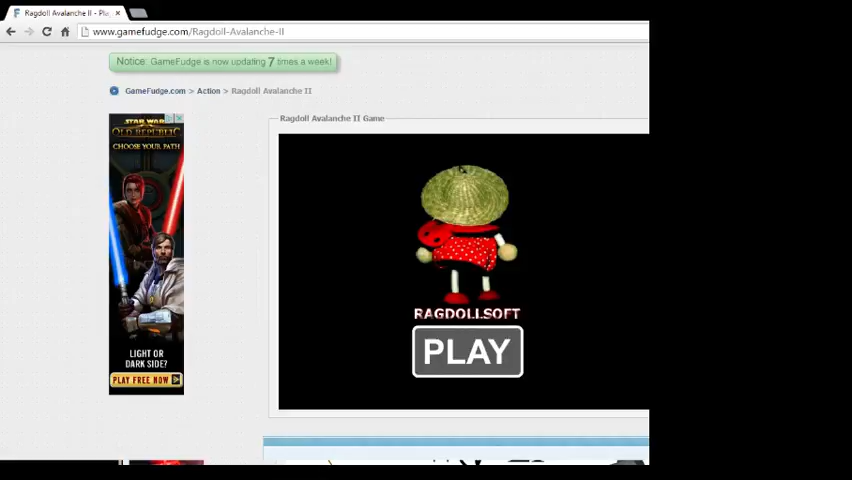 Ragdoll Avalanche II - Pla
www.gamefudge.com/Ragdoll-Avalanche-II
Notice: GameFudge is now updating 7 times a week!
GameFudge.com > Action > Ragdoll Avalanche II
Ragdoll Avalanche II Game
STAR WARS
OLD REPUBLIC
CHOOSE YOUR PATH
RAGDOLLSOFT
PLAY
LIGHT OR
DARK SIDE?
PLAY FREE NOW